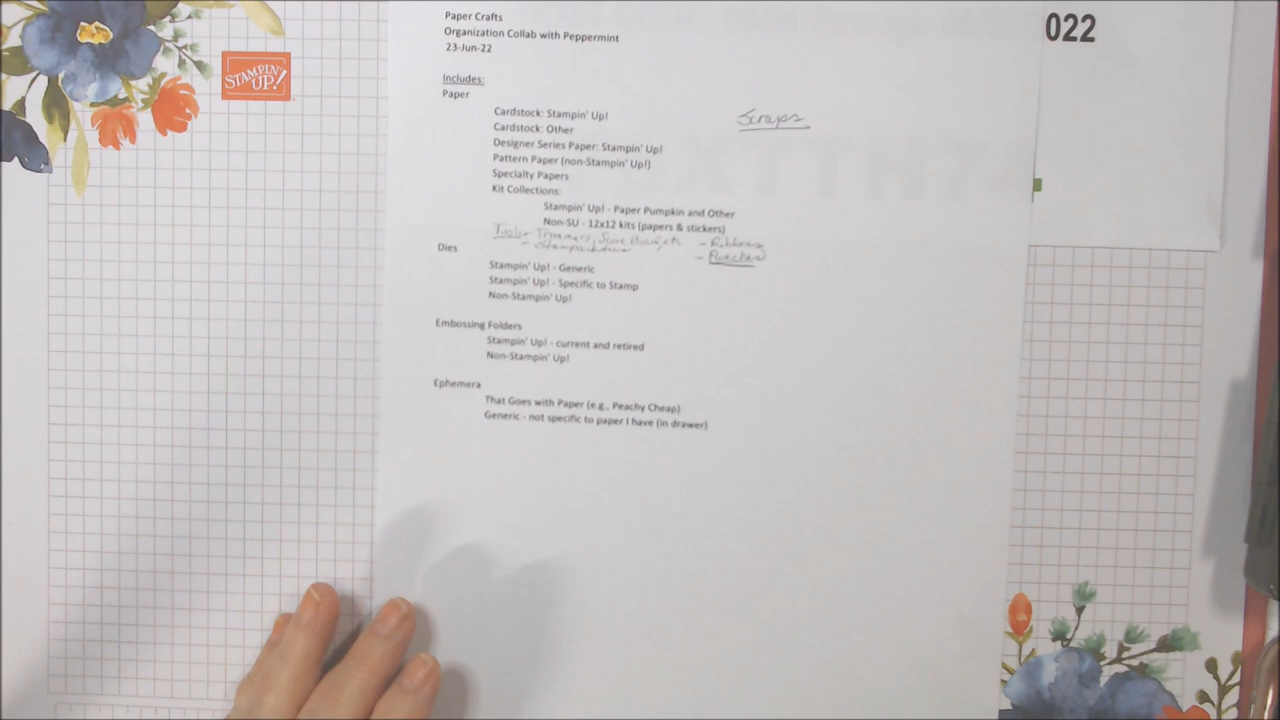 STAMPIN' UP!
022
Paper Crafts
Organization Collab with Peppermint
23-Jun-22
Includes:
Paper
Cardstock: Stampin' Up!
Scraps
Cardstock: Other
Designer Series Paper: Stampin' Up!
Pattern Paper (non-Stampin' Up!)
Specialty Papers
Kit Collections:
Stampin' Up! - Paper Pumpkin and Other
Non-SU - 12x12 kits (papers & stickers)
Tools - Trimmers, Score - Ribbons
- Punches
Dies
Stampin' Up! - Generic
Stampin' Up! - Specific to Stamp
Non-Stampin' Up!
Embossing Folders
Stampin' Up! - current and retired
Non-Stampin' Up!
Ephemera
That Goes with Paper (e.g., Peachy Cheap)
Generic - not specific to paper I have (in drawer)